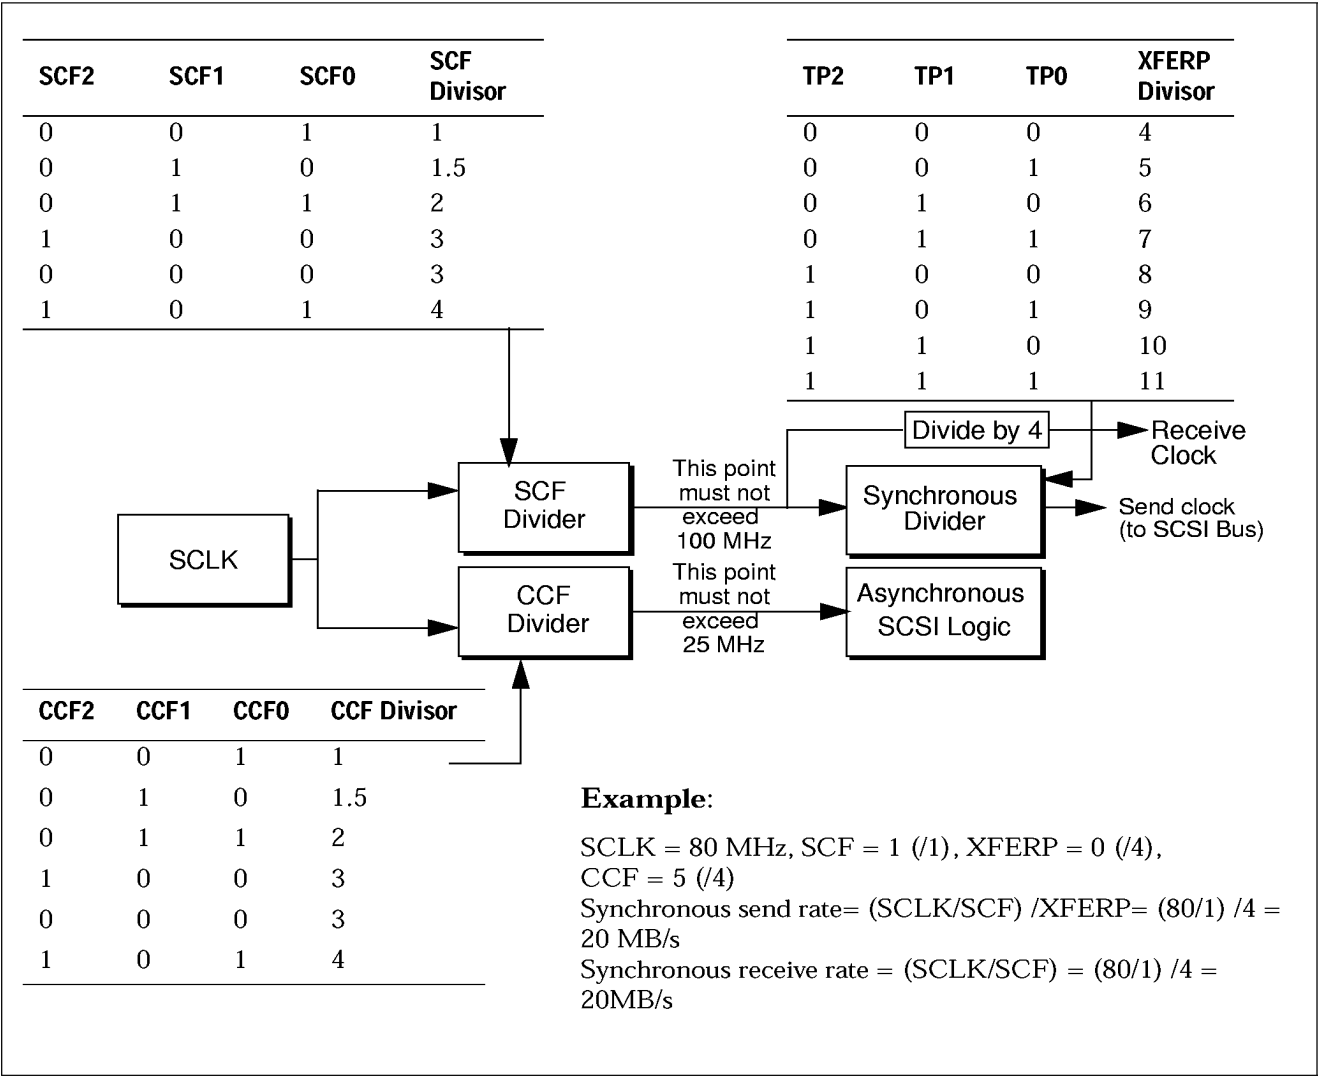 SCF2 SCF1 SCF0 SCF Divisor
0 0 1 1
0 1 0 1.5
0 1 1 2
1 0 0 3
0 0 0 3
1 0 1 4
TP2 TP1 TP0 XFERP Divisor
0 0 0 4
0 0 1 5
0 1 0 6
0 1 1 7
1 0 0 8
1 0 1 9
1 1 0 10
1 1 1 11
Divide by 4
Receive
Clock
SCF
Divider
This point
must not
exceed
100 MHz
Synchronous
Divider
Send clock
(to SCSI Bus)
SCLK
CCF
Divider
This point
must not
exceed
25 MHz
Asynchronous
SCSI Logic
CCF2 CCF1 CCF0 CCF Divisor
0 0 1 1
0 1 0 1.5
0 1 1 2
1 0 0 3
0 0 0 3
1 0 1 4
Example:
SCLK = 80 MHz, SCF = 1 (/1), XFERP = 0 (/4),
CCF = 5 (/4)
Synchronous send rate= (SCLK/SCF) /XFERP= (80/1) /4 =
20 MB/s
Synchronous receive rate = (SCLK/SCF) = (80/1) /4 =
20MB/s